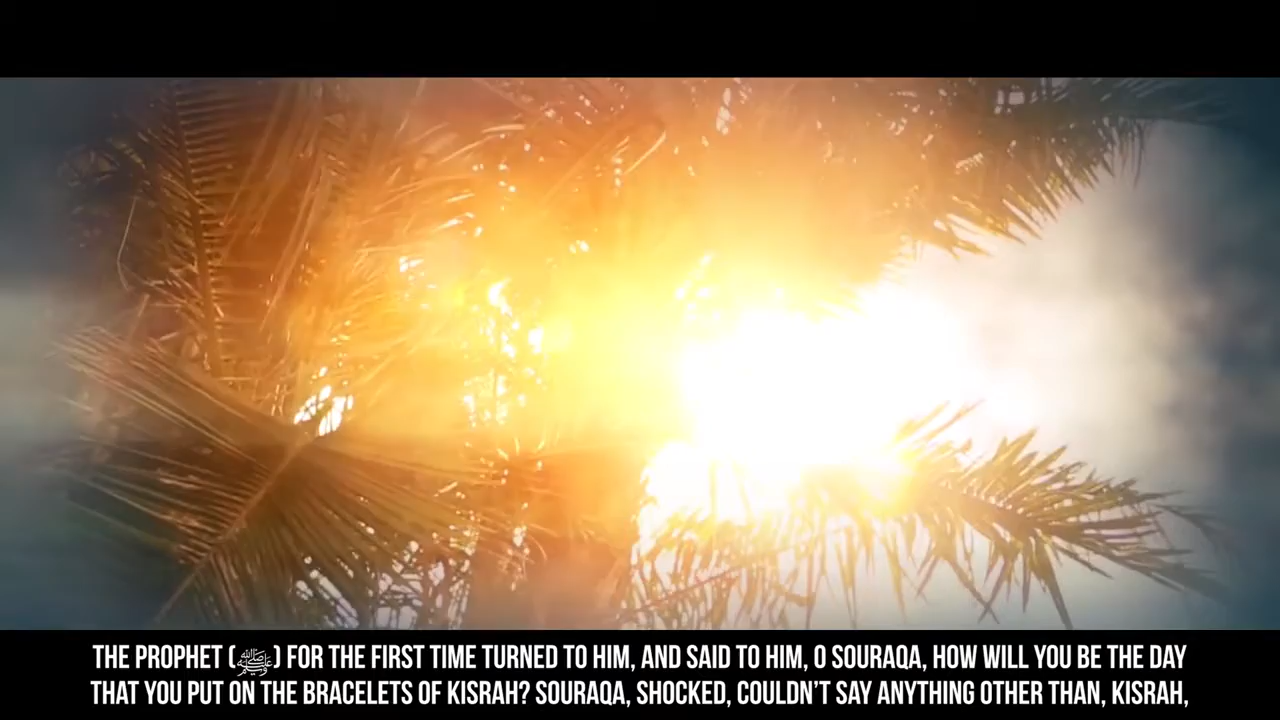 THE PROPHET (ﷺ) FOR THE FIRST TIME TURNED TO HIM, AND SAID TO HIM, O SOURAQA, HOW WILL YOU BE THE DAY
THAT YOU PUT ON THE BRACELETS OF KISRAH? SOURAQA, SHOCKED, COULDN'T SAY ANYTHING OTHER THAN, KISRAH,